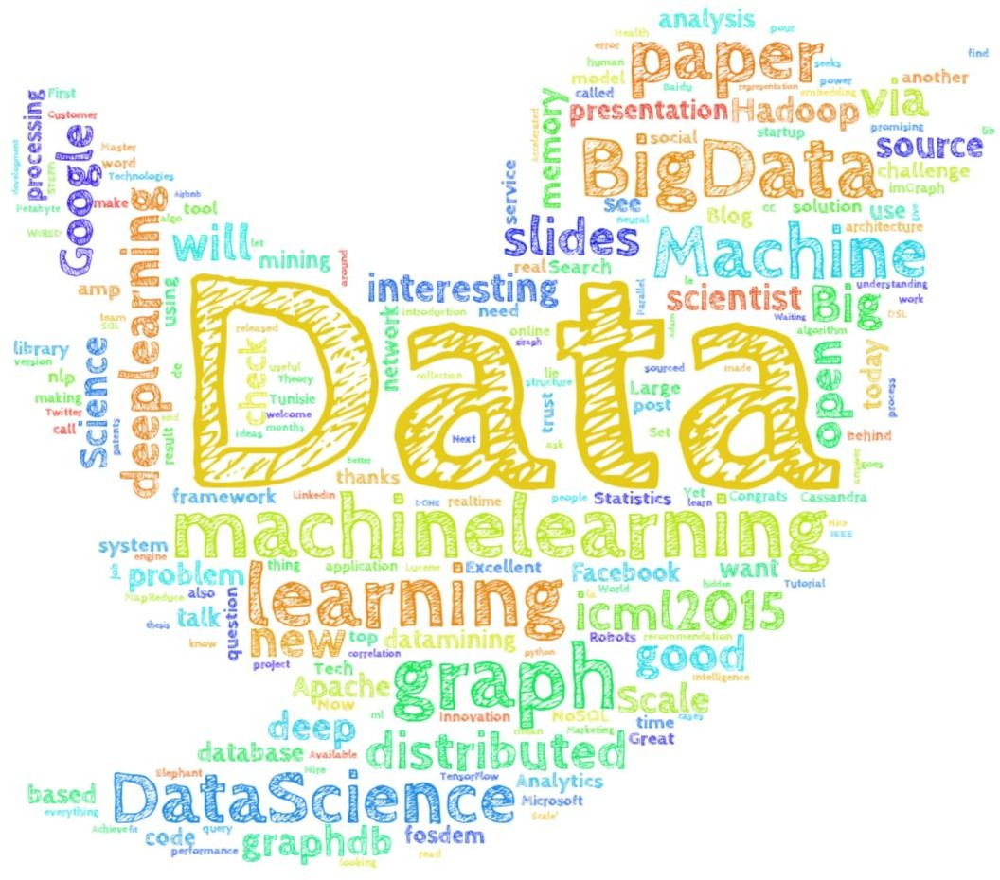 analysis
pour
Health
error
paper
find
human
seeks
model
Baidu
power
another
called
representation
embedding
via
memory
presentation
Hadoop
promising
First
processing
Customer
Google
Accelerated
social
startup
source
lib
BigData
challenge
imGraph
development
STEM
Master
word
Technologies
service
see
neural
Blog
cc
solution
use
Petabyte
make
Airbnb
algo
tool
slides
Machine
architecture
WIRED
will
let
mining
around
real
Search
deeplearning
amp
using
interesting
introduction
need
network
Parallel
le
scientist
Big
understanding
work
team
SQL
Data
released
check
useful
Theory
Tunisie
welcome
months
ideas
online
graph
Adam
Waiting
algorithm
DSL
library
version
Science
nlp
de
collection
lie
structure
trust
sourced
made
Large
post
open
today
process
making
Twitter
call
patents
end
result
Next
ask
Set
behind
answer
goes
better
thanks
framework
Linkedin
realtime
people
Statistics
Yet
learn
Congrats
Cassandra
machinelearning
IEEE
system
engine
problem
thing
application
Lucene
Excellent
Facebook
want
hidden
Tutorial
MapReduce
also
learning
la
World
icml2015
thesis
talk
question
know
new
top
datamining
correlation
python
Robots
recommendation
good
intelligence
project
Tech
Apache
Now
graph
Scale
ml
Innovation
mean
NoSQL
Marketing
time
cases
Great
deep
database
Available
distributed
Elephant
Hire
TensorFlow
Analytics
based
everything
DataScience
Microsoft
Scale'
Achieve
fit
query
code
performance
graphdb
fosdem
looking
read